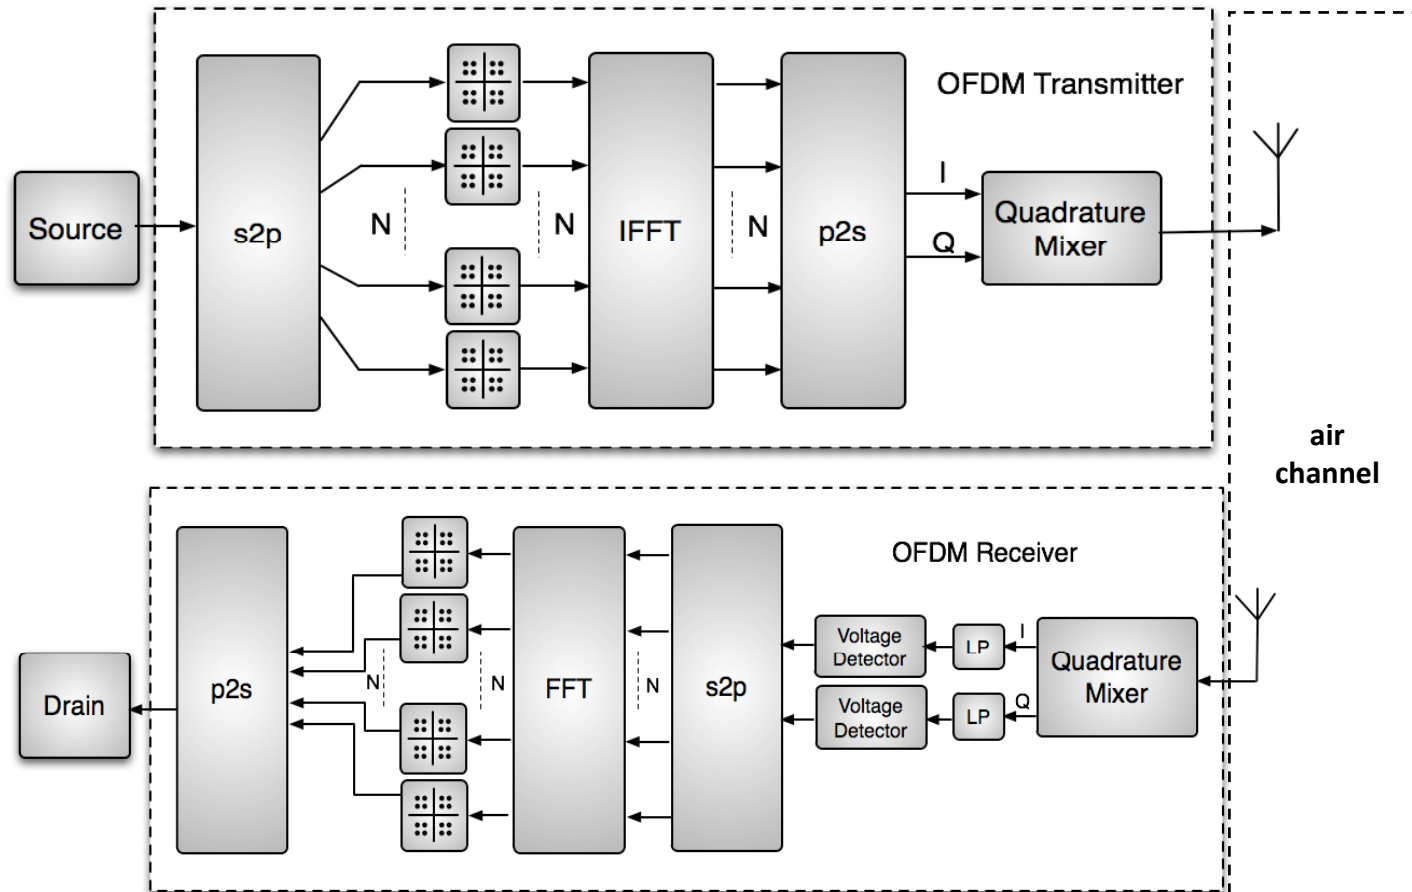 OFDM Transmitter
Source
s2p
N
N
IFFT
N
p2s
I
Q
Quadrature
Mixer
air
channel
OFDM Receiver
Drain
p2s
N
N
FFT
N
s2p
Voltage
Detector
LP
I
Voltage
Detector
LP
Q
Quadrature
Mixer